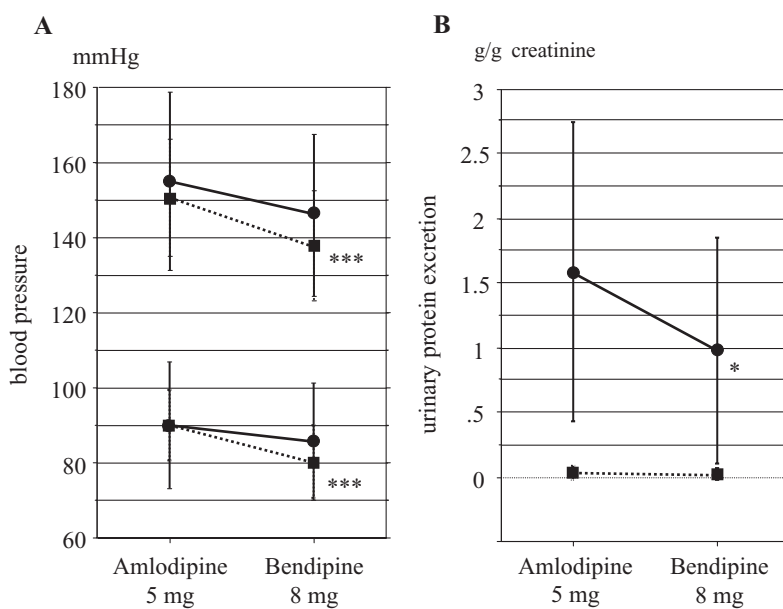 A
mmHg
180
160
140
120
100
80
60
blood pressure
***
***
Amlodipine
5 mg
Bendipine
8 mg
B
g/g creatinine
3
2.5
2
1.5
1
.5
0
urinary protein excretion
*
Amlodipine
5 mg
Bendipine
8 mg